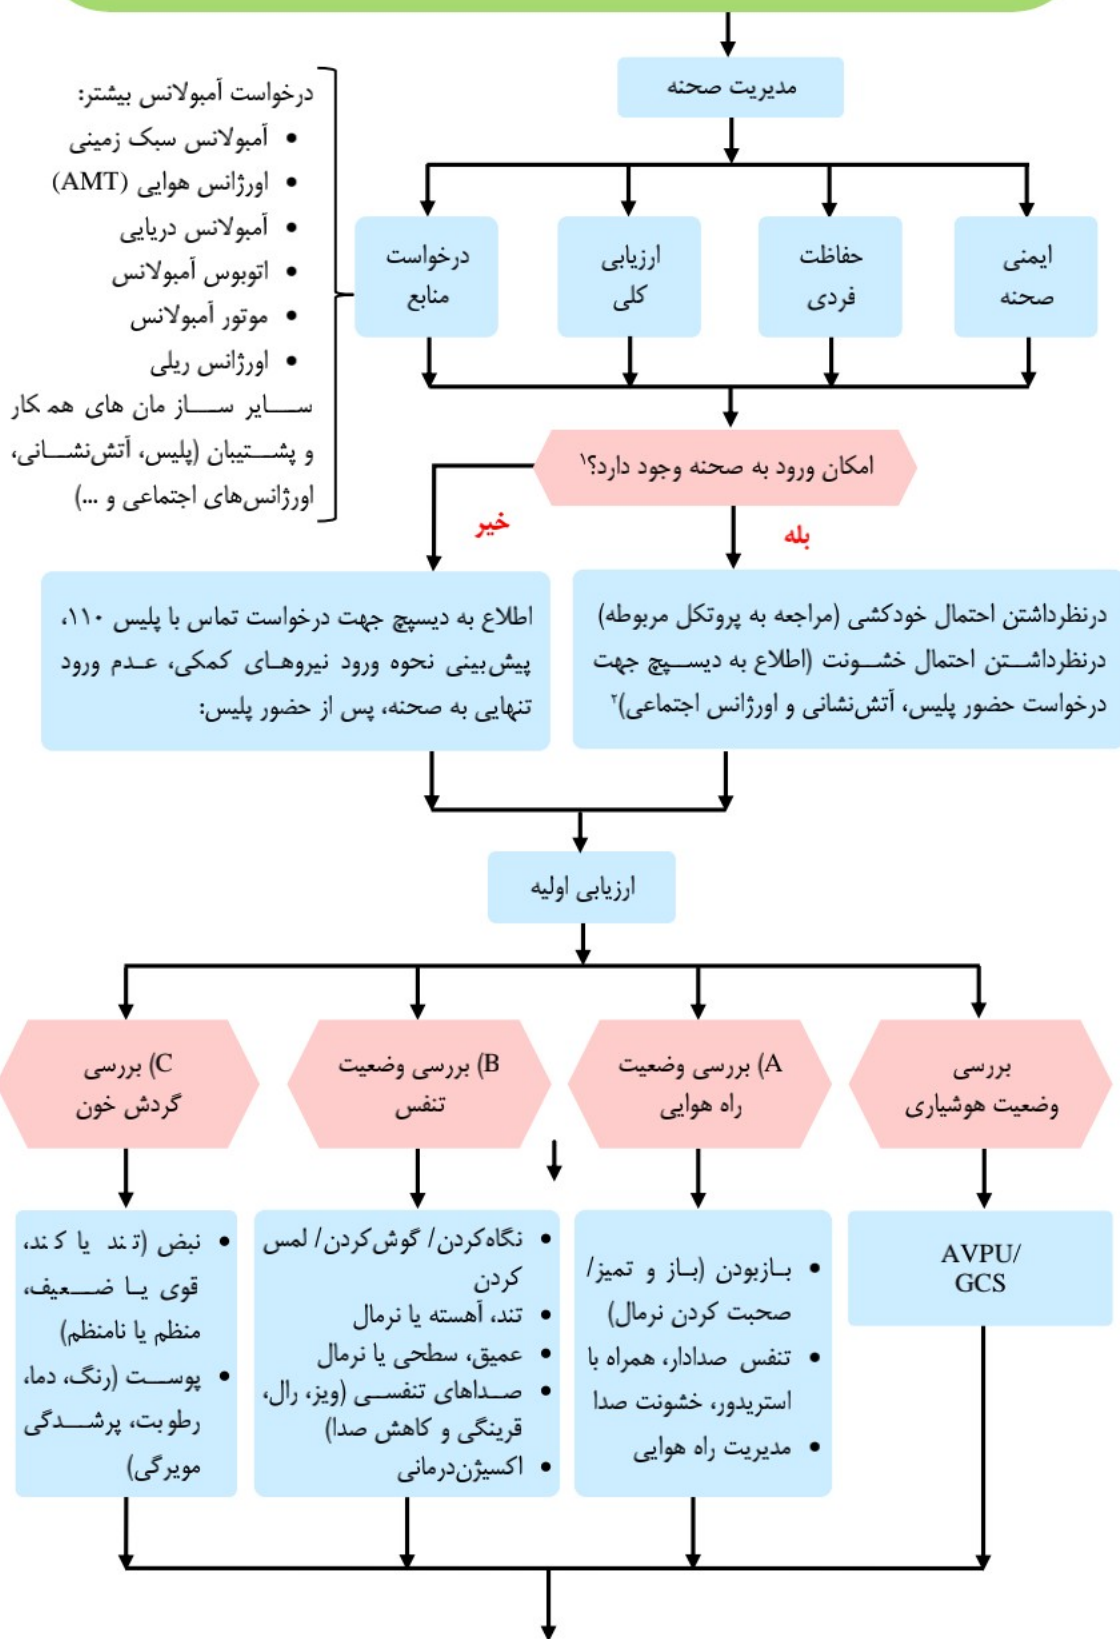 مدیریت صحنه
ایمنی
صحنه
حفاظت
فردی
ارزیابی
کلی
درخواست
منابع
درخواست آمبولانس بیشتر:
• آمبولانس سبک زمینی
• اورژانس هوایی (AMT)
• آمبولانس دریایی
• اتوبوس آمبولانس
• موتور آمبولانس
• اورژانس ریلی
سایر سازمان های همکار
و پشتیبان (پلیس، آتش‌نشانی،
اورژانس‌های اجتماعی و ...)
امکان ورود به صحنه وجود دارد؟۱
بله
خیر
درنظرداشتن احتمال خودکشی (مراجعه به پروتکل مربوطه)
درنظرداشتن احتمال خشونت (اطلاع به دیسپچ جهت
درخواست حضور پلیس، آتش‌نشانی و اورژانس اجتماعی)۲
اطلاع به دیسپچ جهت درخواست تماس با پلیس ۱۱۰،
پیش‌بینی نحوه ورود نیروهای کمکی، عدم ورود
تنهایی به صحنه، پس از حضور پلیس:
ارزیابی اولیه
بررسی
وضعیت هوشیاری
A) بررسی وضعیت
راه هوایی
B) بررسی وضعیت
تنفس
C) بررسی
گردش خون
AVPU/
GCS
• بازبودن (باز و تمیز/
صحبت کردن نرمال)
• تنفس صدادار، همراه با
استریدور، خشونت صدا
• مدیریت راه هوایی
• نگاه‌کردن/ گوش‌کردن/ لمس
کردن
• تند، آهسته یا نرمال
• عمیق، سطحی یا نرمال
• صداهای تنفسی (ویز، رال،
قرینگی و کاهش صدا)
• اکسیژن‌درمانی
• نبض (تند یا کند،
قوی یا ضعیف،
منظم یا نامنظم)
• پوست (رنگ، دما،
رطوبت، پرشدگی
مویرگی)